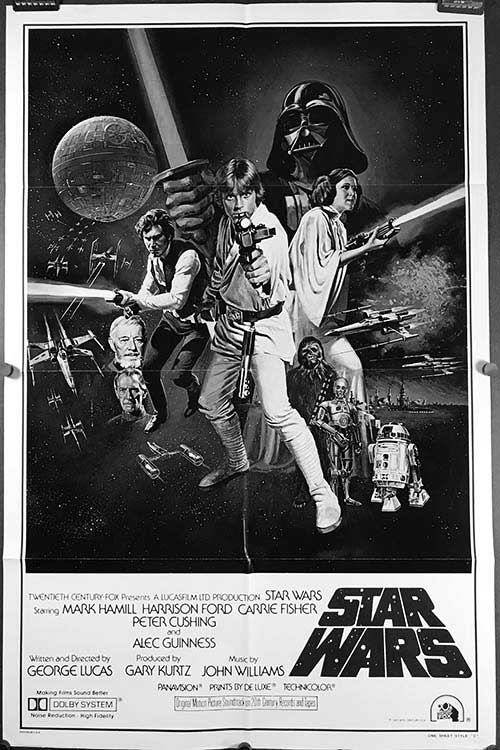 TWENTIETH CENTURY-FOX Presents A LUCASFILM LTD. PRODUCTION STAR WARS
Starring MARK HAMILL HARRISON FORD CARRIE FISHER
PETER CUSHING
and
ALEC GUINNESS
Written and Directed by
GEORGE LUCAS
Produced by
GARY KURTZ
Music by
JOHN WILLIAMS
PANAVISION® PRINTS BY DE LUXE® TECHNICOLOR®
Making Films Sound Better
DOLBY SYSTEM®
Noise Reduction · High Fidelity
Original Motion Picture Soundtrack on 20th Century Records and Tapes
STAR
WARS
ONE SHEET STYLE "C"